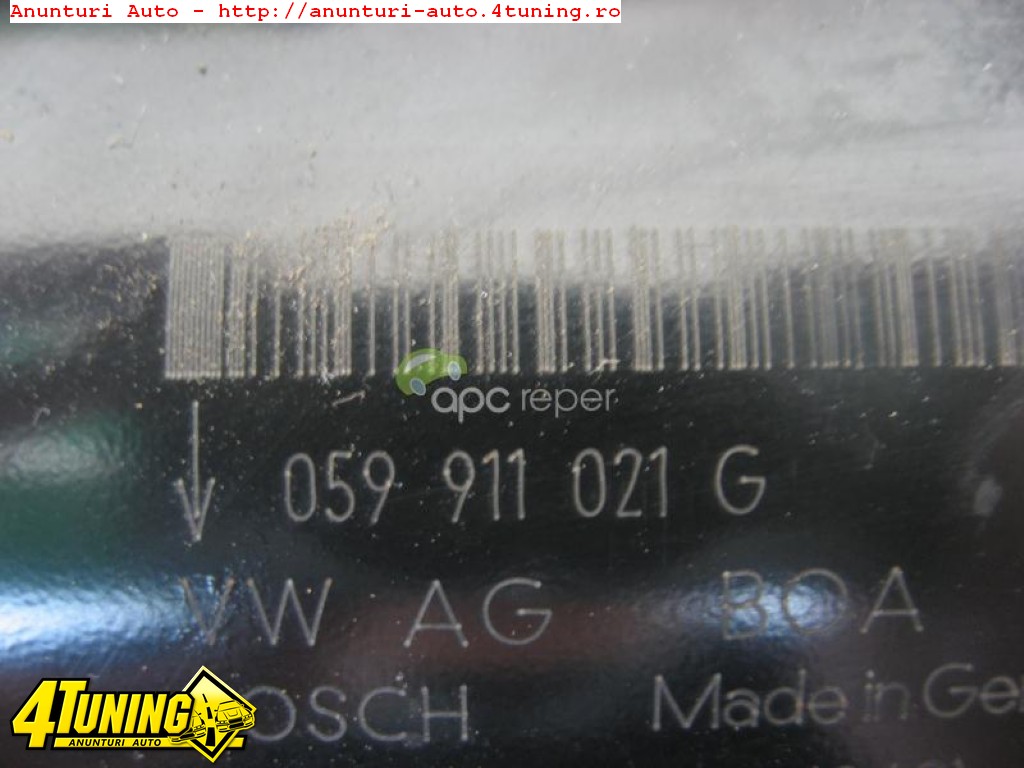 Anunturi Auto - http://anunturi-auto.4tuning.ro
apc reper
059 911 021 G
VW AG BOA
OSCH Made in Ger
4TUNING
ANUNTURI AUTO